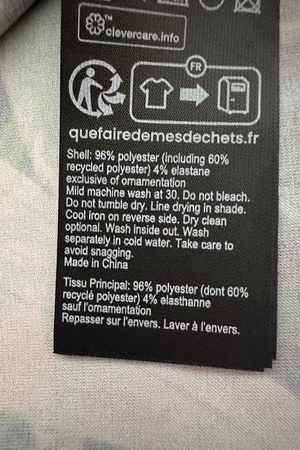 TM
clevercare.info
FR
quefairedemesdechets.fr
Shell: 96% polyester (including 60%
recycled polyester) 4% elastane
exclusive of ornamentation
Mild machine wash at 30. Do not bleach.
Do not tumble dry. Line drying in shade.
Cool iron on reverse side. Dry clean
optional. Wash inside out. Wash
separately in cold water. Take care to
avoid snagging.
Made in China
Tissu Principal: 96% polyester (dont 60%
recyclé polyester) 4% elasthanne
sauf l'ornamentation
Repasser sur l'envers. Laver à l'envers.